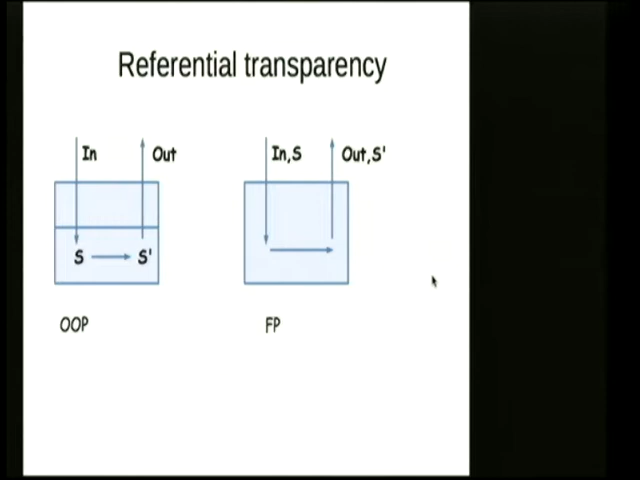 Referential transparency
In
Out
In,S
Out,S'
S
S'
OOP
FP